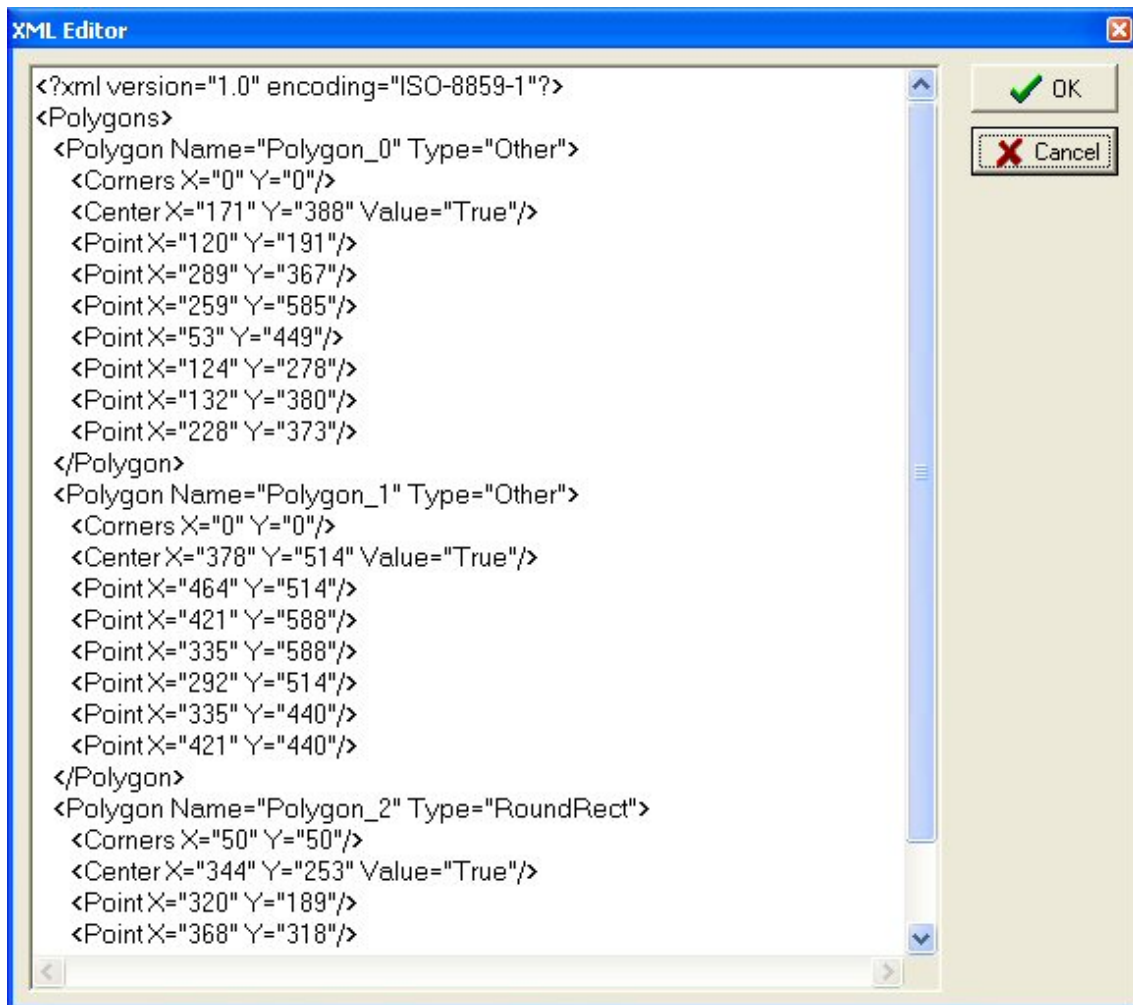 XML Editor
<?xml version="1.0" encoding="ISO-8859-1"?>
<Polygons>
<Polygon Name="Polygon_0" Type="Other">
<Corners X="0" Y="0"/>
<Center X="171" Y="388" Value="True"/>
<Point X="120" Y="191"/>
<Point X="289" Y="367"/>
<Point X="259" Y="585"/>
<Point X="53" Y="449"/>
<Point X="124" Y="278"/>
<Point X="132" Y="380"/>
<Point X="228" Y="373"/>
</Polygon>
<Polygon Name="Polygon_1" Type="Other">
<Corners X="0" Y="0"/>
<Center X="378" Y="514" Value="True"/>
<Point X="464" Y="514"/>
<Point X="421" Y="588"/>
<Point X="335" Y="588"/>
<Point X="292" Y="514"/>
<Point X="335" Y="440"/>
<Point X="421" Y="440"/>
</Polygon>
<Polygon Name="Polygon_2" Type="RoundRect">
<Corners X="50" Y="50"/>
<Center X="344" Y="253" Value="True"/>
<Point X="320" Y="189"/>
<Point X="368" Y="318"/>
OK
Cancel